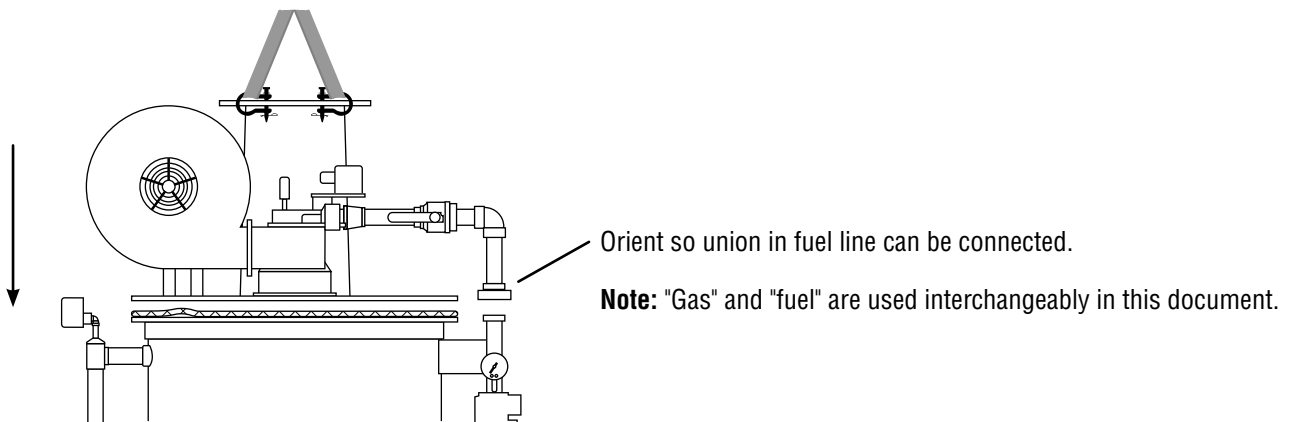 Orient so union in fuel line can be connected.
Note: "Gas" and "fuel" are used interchangeably in this document.